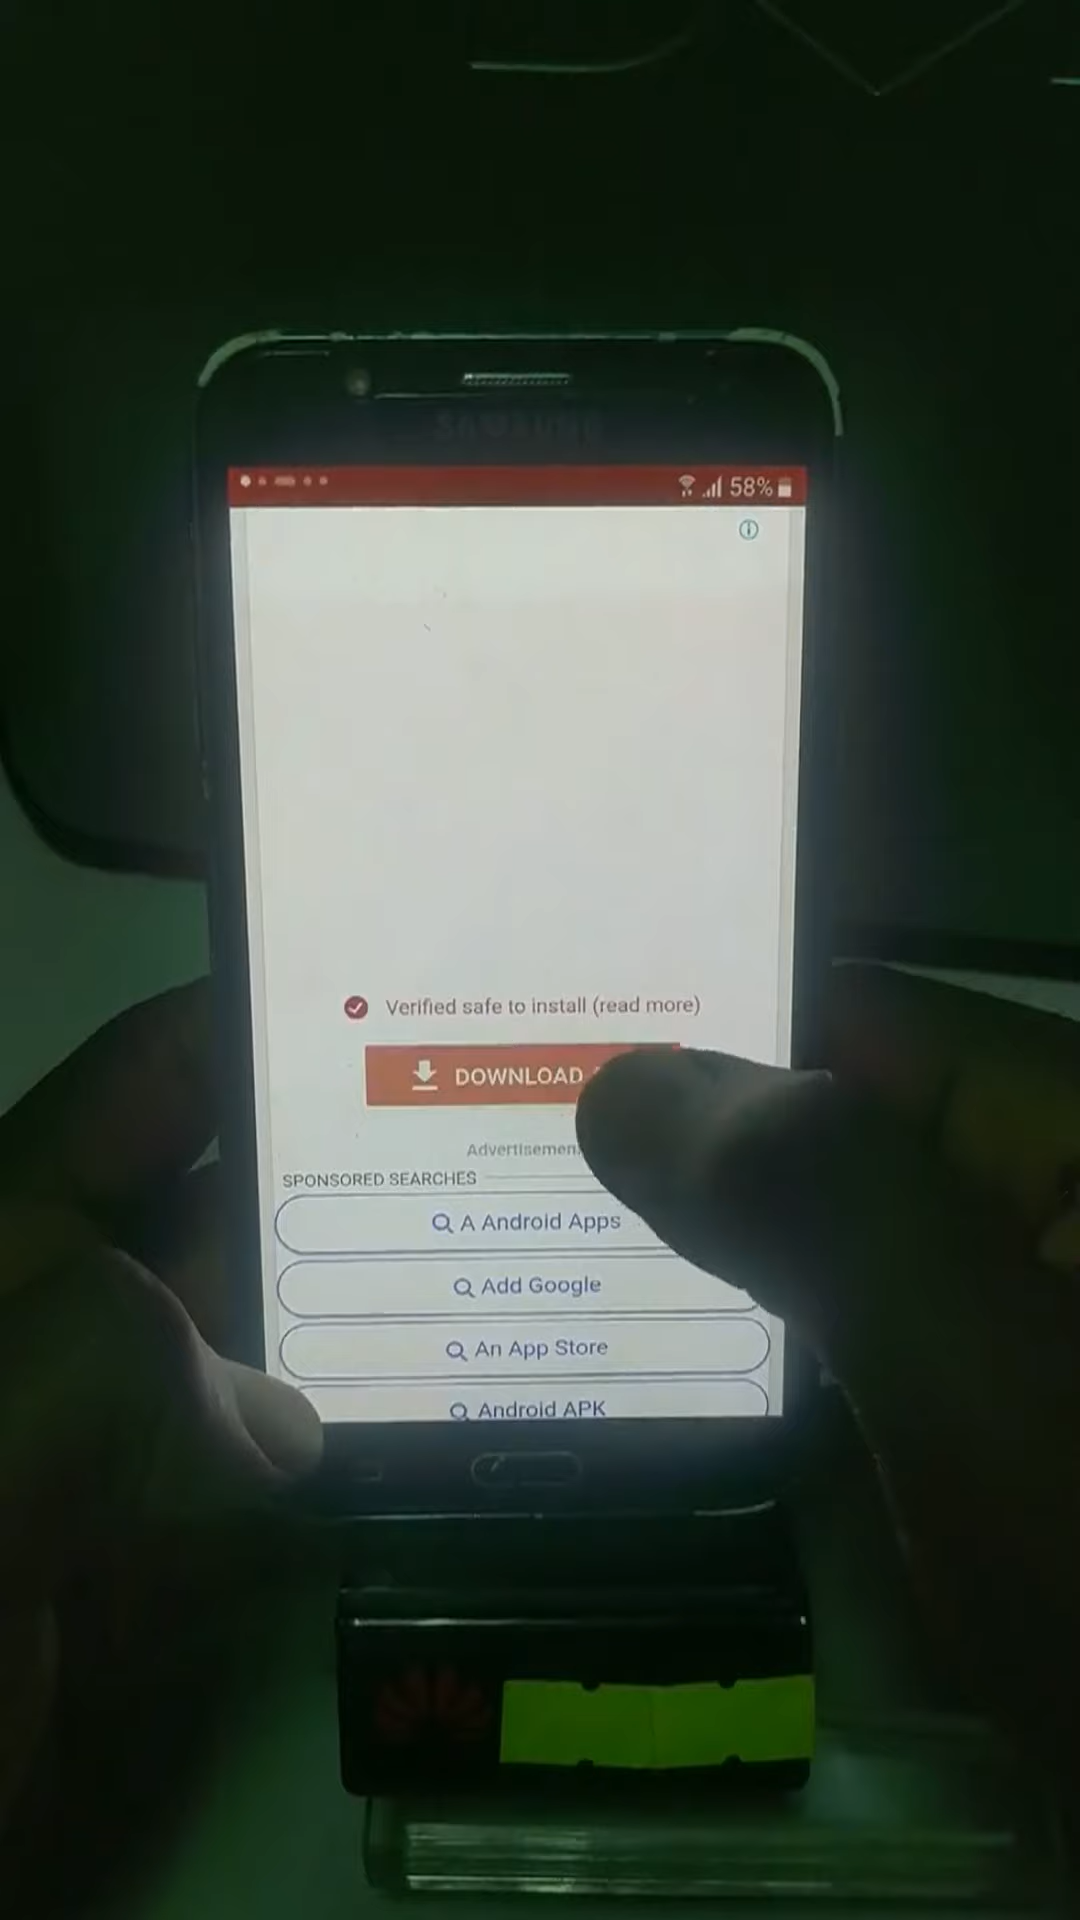 SAMSUNG
58%
Verified safe to install (read more)
DOWNLOAD
Advertisement
SPONSORED SEARCHES
A Android Apps
Add Google
An App Store
Android APK